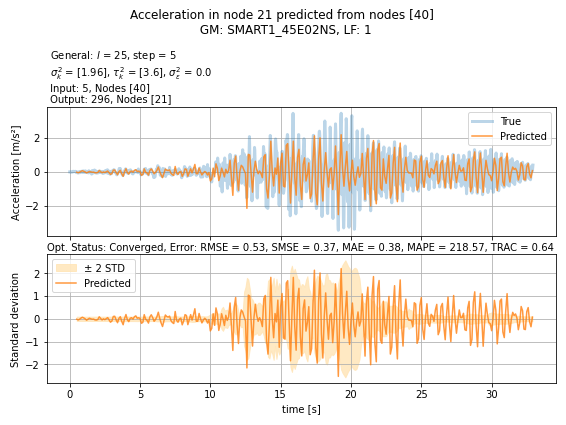 Acceleration in node 21 predicted from nodes [40]
GM: SMART1_45E02NS, LF: 1
General: l = 25, step = 5
σ²ₖ = [1.96], τ²ₖ = [3.6], σ²ε = 0.0
Input: 5, Nodes [40]
Output: 296, Nodes [21]
True
Predicted
Acceleration [m/s²]
2
0
−2
Opt. Status: Converged, Error: RMSE = 0.53, SMSE = 0.37, MAE = 0.38, MAPE = 218.57, TRAC = 0.64
± 2 STD
Predicted
Standard deviation
2
1
0
−1
−2
0 5 10 15 20 25 30
time [s]